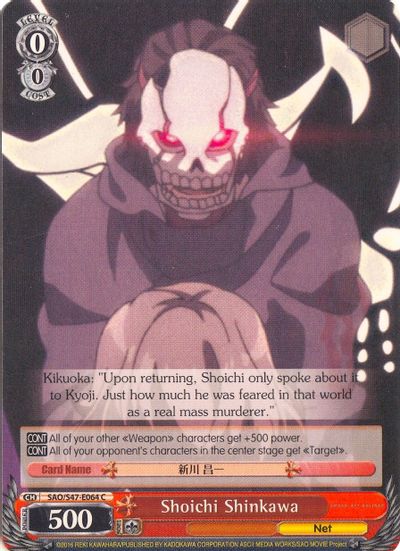 LEVEL
0
0
COST
Kikuoka: "Upon returning, Shoichi only spoke about it
to Kyoji. Just how much he was feared in that world
as a real mass murderer."
CONT All of your other «Weapon» characters get +500 power.
CONT All of your opponent's characters in the center stage get «Target».
Card Name 新川 昌一
CH SAO/S47-E064 C
Shoichi Shinkawa
POWER
500
Net
©2016 REKI KAWAHARA/PUBLISHED BY KADOKAWA CORPORATION ASCII MEDIA WORKS/SAO MOVIE Project